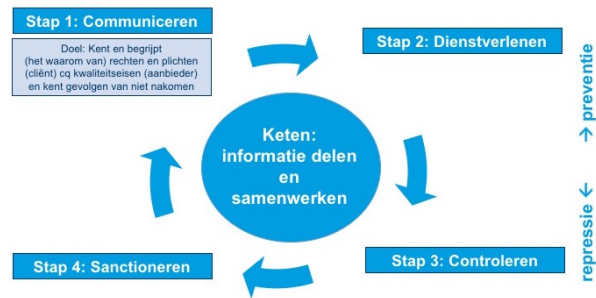 Stap 1: Communiceren
Doel: Kent en begrijpt
(het waarom van) rechten en plichten
(cliënt) cq kwaliteitseisen (aanbieder)
en kent gevolgen van niet nakomen
Stap 2: Dienstverlenen
Keten:
informatie delen
en
samenwerken
Stap 4: Sanctioneren
Stap 3: Controleren
repressie ← → preventie